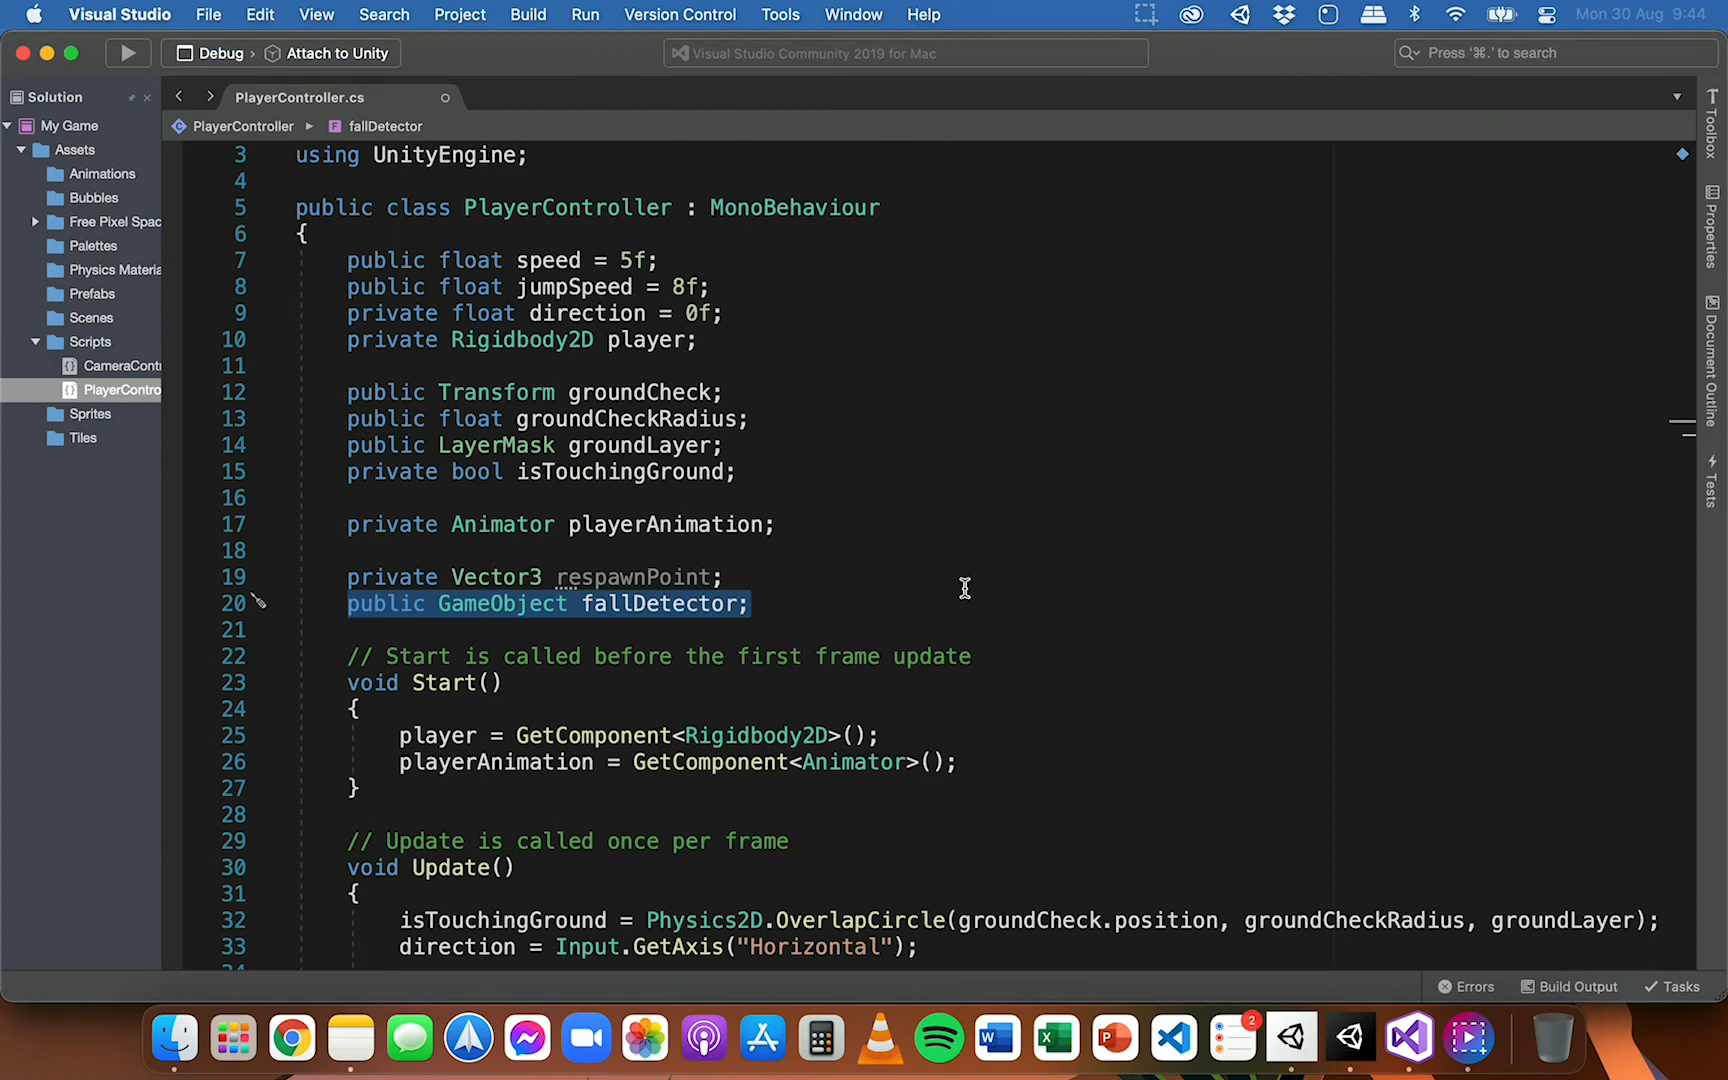 Visual Studio File Edit View Search Project Build Run Version Control Tools Window Help Mon 30 Aug 9:44
Debug › Attach to Unity Visual Studio Community 2019 for Mac Press '⌘.' to search
Solution
PlayerController.cs
My Game
Assets
Animations
Bubbles
Free Pixel Spac
Palettes
Physics Materia
Prefabs
Scenes
Scripts
CameraCont
PlayerContro
Sprites
Tiles
PlayerController ▸ fallDetector
3 using UnityEngine;
4
5 public class PlayerController : MonoBehaviour
6 {
7 public float speed = 5f;
8 public float jumpSpeed = 8f;
9 private float direction = 0f;
10 private Rigidbody2D player;
11
12 public Transform groundCheck;
13 public float groundCheckRadius;
14 public LayerMask groundLayer;
15 private bool isTouchingGround;
16
17 private Animator playerAnimation;
18
19 private Vector3 respawnPoint;
20 public GameObject fallDetector;
21
22 // Start is called before the first frame update
23 void Start()
24 {
25 player = GetComponent<Rigidbody2D>();
26 playerAnimation = GetComponent<Animator>();
27 }
28
29 // Update is called once per frame
30 void Update()
31 {
32 isTouchingGround = Physics2D.OverlapCircle(groundCheck.position, groundCheckRadius, groundLayer);
33 direction = Input.GetAxis("Horizontal");
Toolbox
Properties
Document Outline
Tests
Errors Build Output Tasks
2